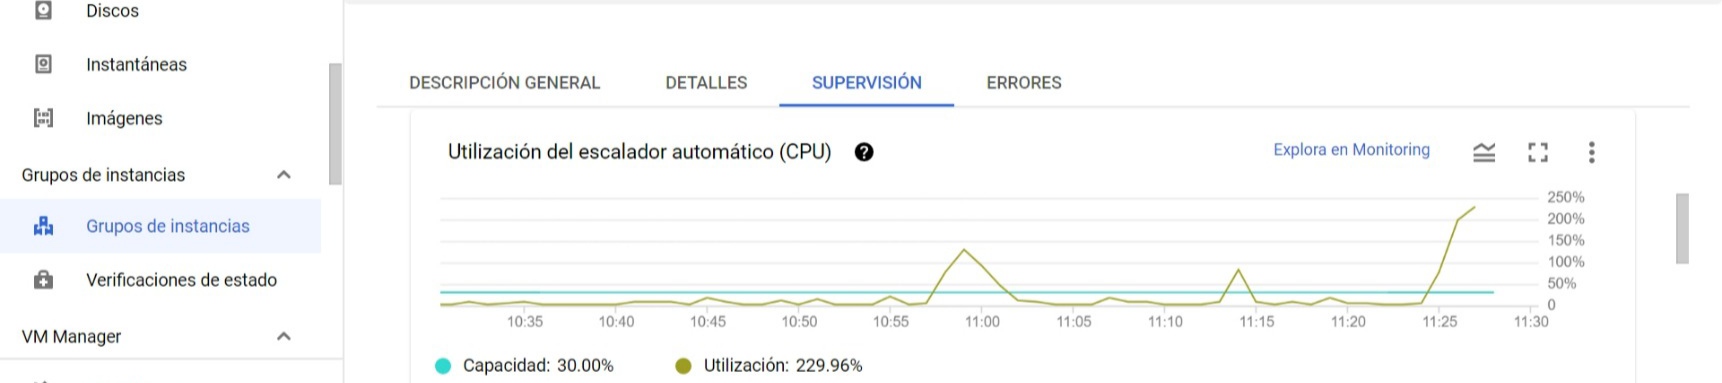 Discos
Instantáneas
Imágenes
Grupos de instancias
Grupos de instancias
Verificaciones de estado
VM Manager
DESCRIPCIÓN GENERAL
DETALLES
SUPERVISIÓN
ERRORES
Utilización del escalador automático (CPU)
Explora en Monitoring
250%
200%
150%
100%
50%
0
10:35
10:40
10:45
10:50
10:55
11:00
11:05
11:10
11:15
11:20
11:25
11:30
Capacidad: 30.00%
Utilización: 229.96%